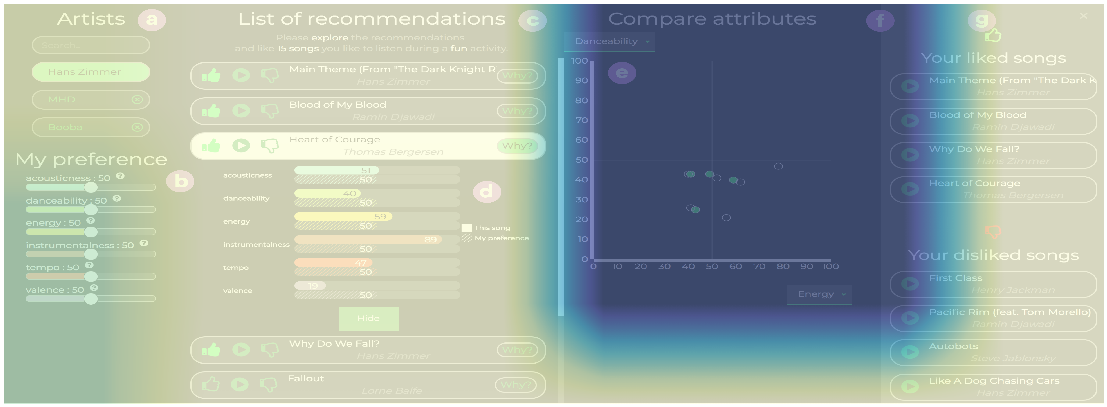 Artists
a
Search...
Hans Zimmer
MHD
Booba
My preference
b
acousticness : 50 ?
danceability : 50 ?
energy : 50 ?
instrumentalness : 50 ?
tempo : 50 ?
valence : 50 ?
List of recommendations
c
Please explore the recommendations
and like 15 songs you like to listen during a fun activity.
Main Theme (From "The Dark Knight R
Hans Zimmer
Why?
Blood of My Blood
Ramin Djawadi
Why?
Heart of Courage
Thomas Bergersen
Why?
acousticness
51
50
danceability
40
50
energy
59
50
instrumentalness
89
50
tempo
47
50
valence
19
50
d
This song
My preference
Hide
Why Do We Fall?
Hans Zimmer
Why?
Fallout
Lorne Balfe
Why?
Compare attributes
f
Danceability
e
100
90
80
70
60
50
40
30
20
10
0
0 10 20 30 40 50 60 70 80 90 100
Energy
g
×
Your liked songs
Main Theme (From "The Dark K
Hans Zimmer
Blood of My Blood
Ramin Djawadi
Why Do We Fall?
Hans Zimmer
Heart of Courage
Thomas Bergersen
Your disliked songs
First Class
Henry Jackman
Pacific Rim (feat. Tom Morello)
Ramin Djawadi
Autobots
Steve Jablonsky
Like A Dog Chasing Cars
Hans Zimmer